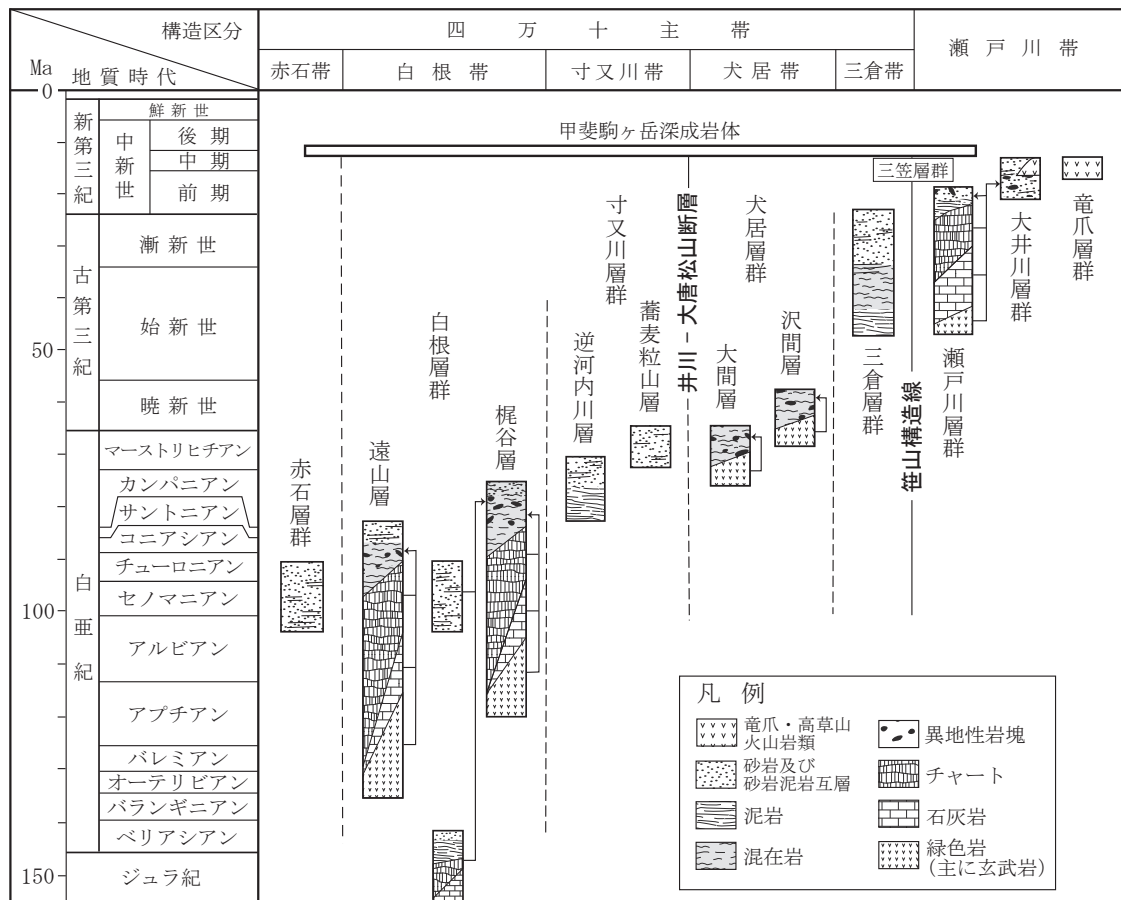 構造区分
Ma
地質時代
四万十主帯
瀬戸川帯
赤石帯
白根帯
寸又川帯
犬居帯
三倉帯
0
50
100
150
新第三紀
鮮新世
中新世
後期
中期
前期
古第三紀
漸新世
始新世
暁新世
白亜紀
マーストリヒチアン
カンパニアン
サントニアン
コニアシアン
チューロニアン
セノマニアン
アルビアン
アプチアン
バレミアン
オーテリビアン
バランギニアン
ベリアシアン
ジュラ紀
甲斐駒ヶ岳深成岩体
三笠層群
赤石層群
白根層群
遠山層
梶谷層
寸又川層群
逆河内川層
蕎麦粒山層
井川－大唐松山断層
犬居層群
大間層
沢間層
三倉層群
笹山構造線
瀬戸川層群
大井川層群
竜爪層群
凡例
竜爪・高草山
火山岩類
砂岩及び
砂岩泥岩互層
泥岩
混在岩
異地性岩塊
チャート
石灰岩
緑色岩
(主に玄武岩)